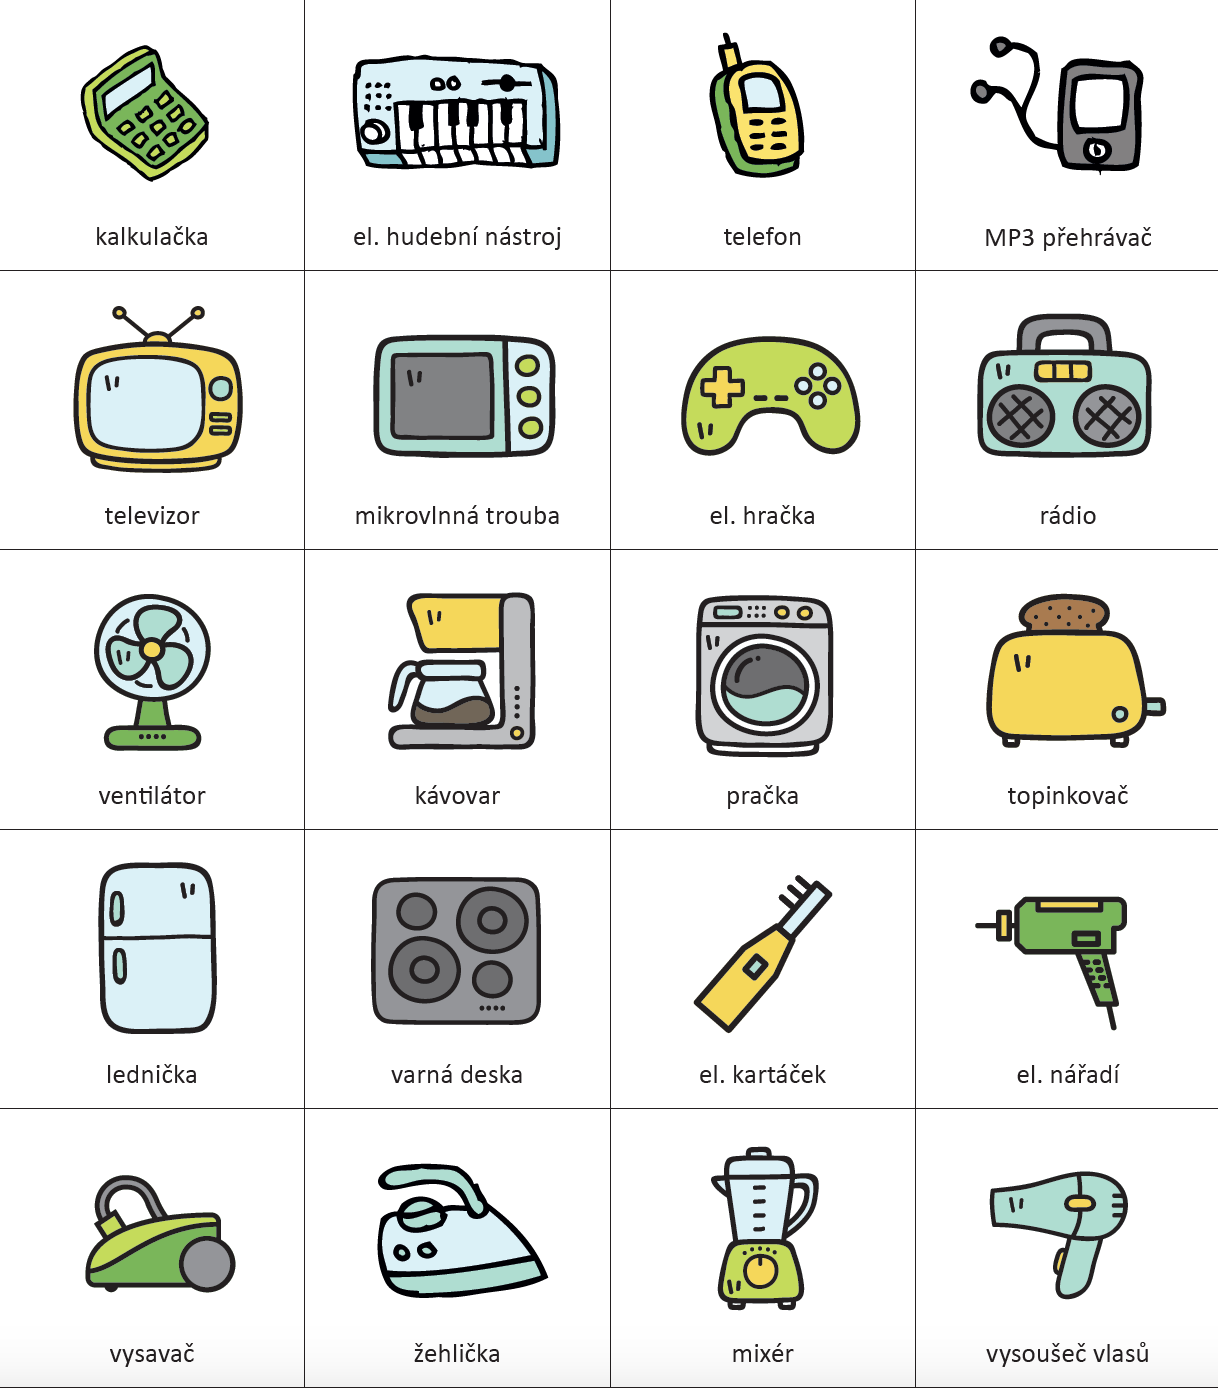 kalkulačka
el. hudební nástroj
telefon
MP3 přehrávač
televizor
mikrovlnná trouba
el. hračka
rádio
ventilátor
kávovar
pračka
topinkovač
lednička
varná deska
el. kartáček
el. nářadí
vysavač
žehlička
mixér
vysoušeč vlasů